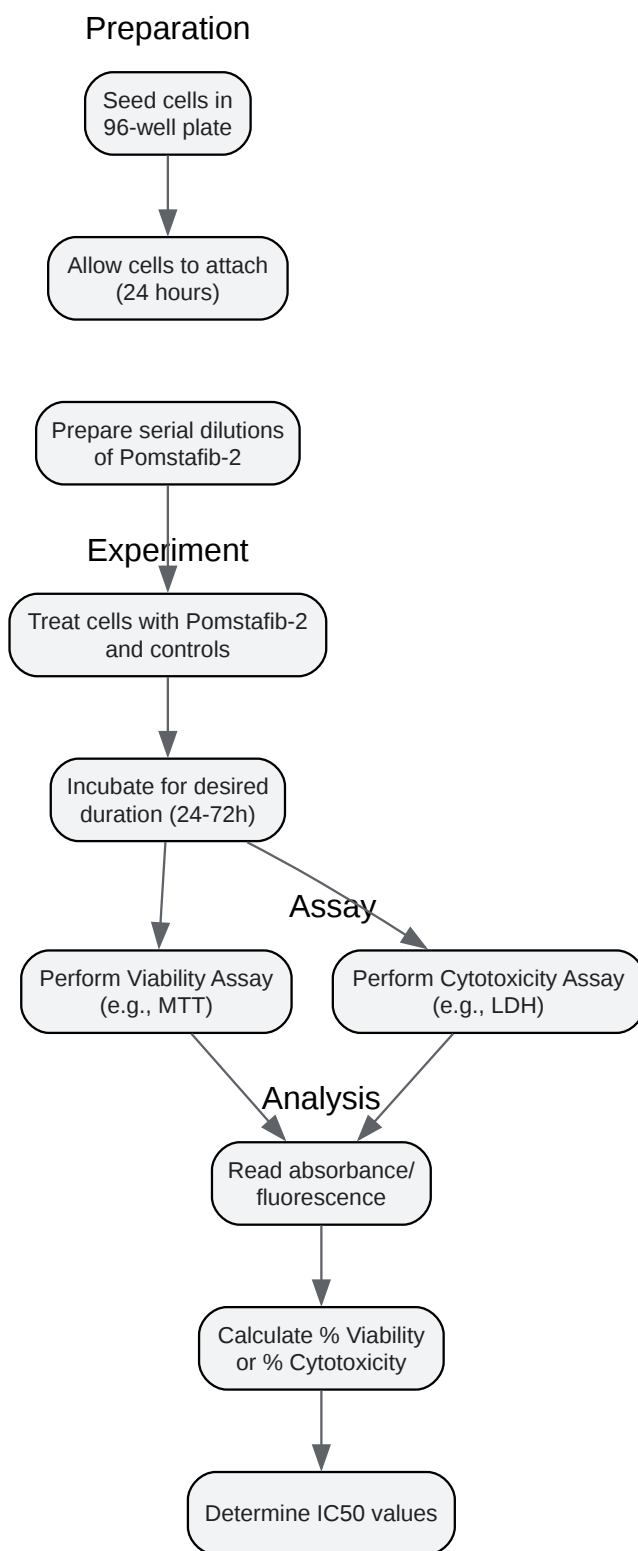 Preparation
Seed cells in
96-well plate
Allow cells to attach
(24 hours)
Prepare serial dilutions
of Pomstafib-2
Experiment
Treat cells with Pomstafib-2
and controls
Incubate for desired
duration (24-72h)
Assay
Perform Viability Assay
(e.g., MTT)
Perform Cytotoxicity Assay
(e.g., LDH)
Analysis
Read absorbance/
fluorescence
Calculate % Viability
or % Cytotoxicity
Determine IC50 values